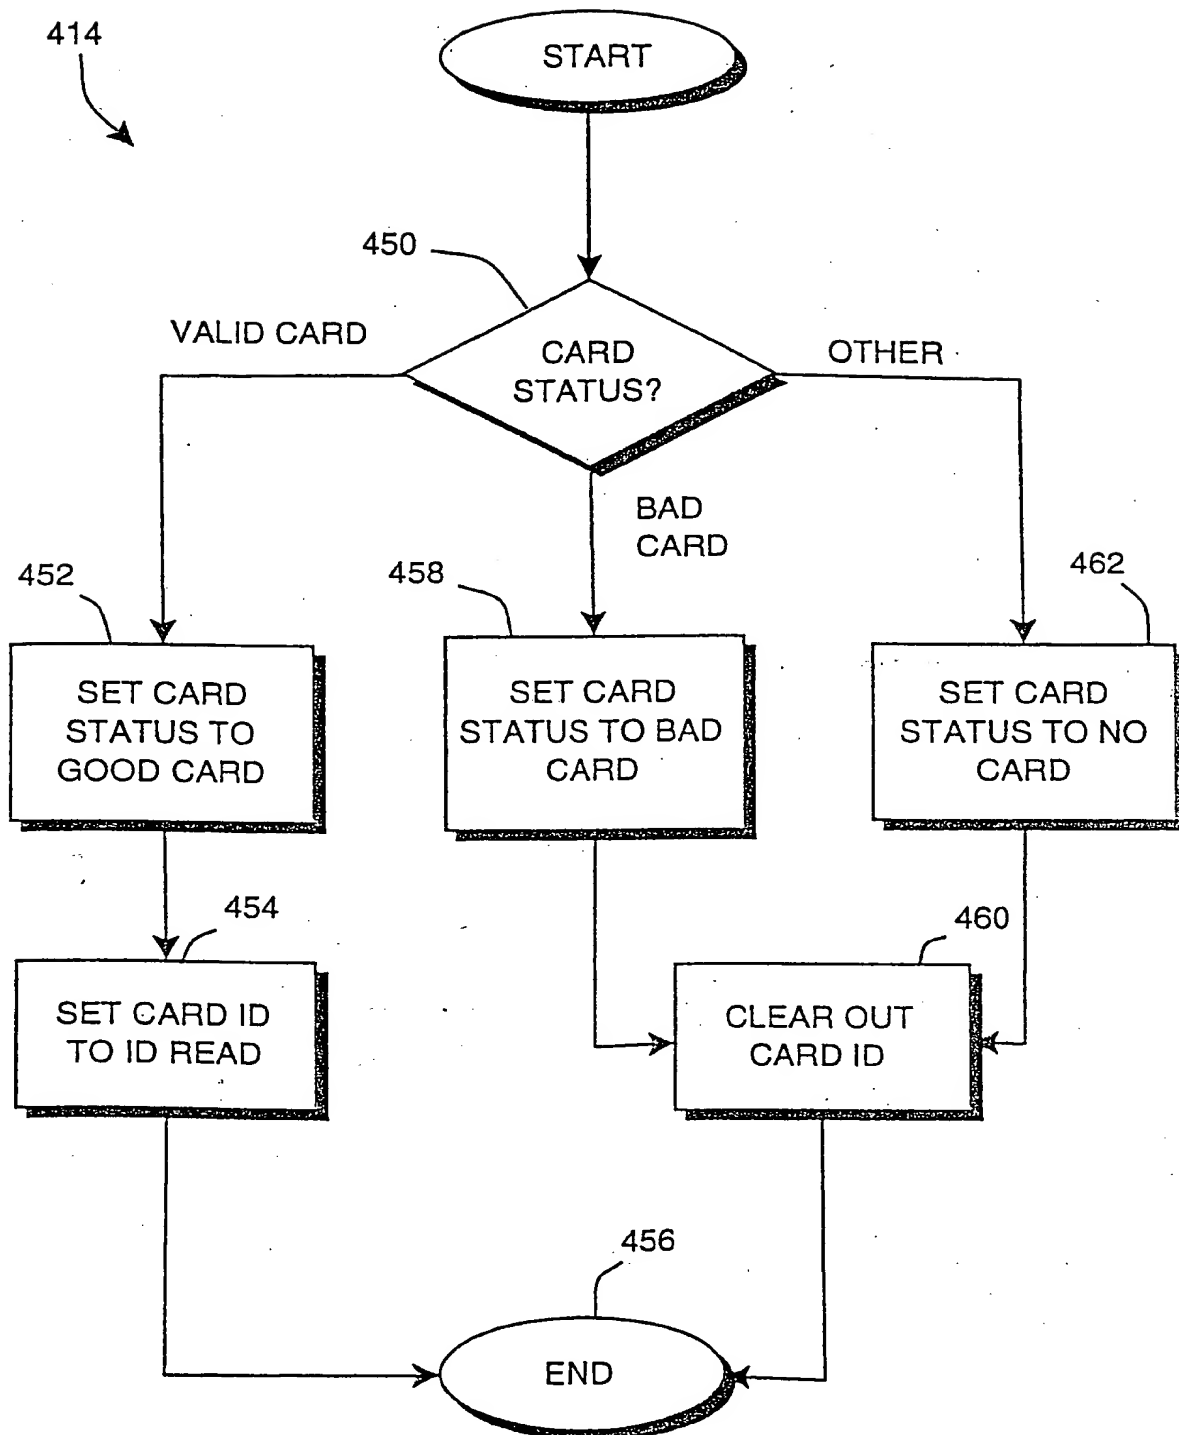 414
START
450
VALID CARD
CARD
STATUS?
OTHER
BAD
CARD
452
458
462
SET CARD
STATUS TO
GOOD CARD
SET CARD
STATUS TO BAD
CARD
SET CARD
STATUS TO NO
CARD
454
460
SET CARD ID
TO ID READ
CLEAR OUT
CARD ID
456
END